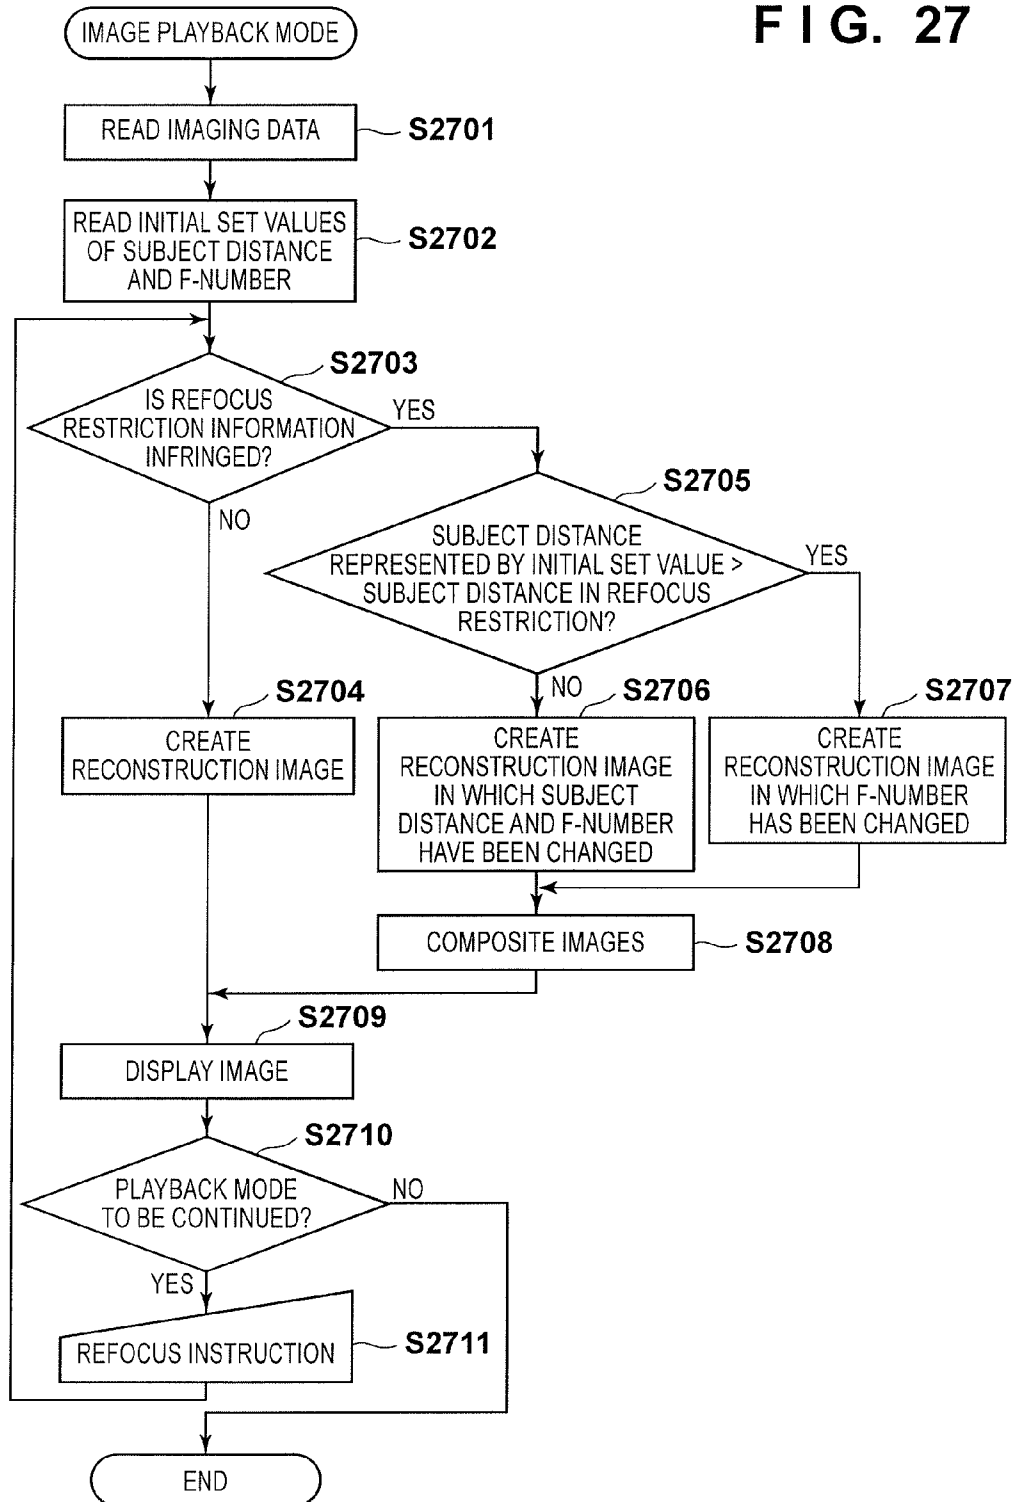 FIG. 27
IMAGE PLAYBACK MODE
READ IMAGING DATA
S2701
READ INITIAL SET VALUES
OF SUBJECT DISTANCE
AND F-NUMBER
S2702
S2703
IS REFOCUS
RESTRICTION INFORMATION
INFRINGED?
YES
NO
S2705
SUBJECT DISTANCE
REPRESENTED BY INITIAL SET VALUE >
SUBJECT DISTANCE IN REFOCUS
RESTRICTION?
YES
NO
S2704
CREATE
RECONSTRUCTION IMAGE
S2706
CREATE
RECONSTRUCTION IMAGE
IN WHICH SUBJECT
DISTANCE AND F-NUMBER
HAVE BEEN CHANGED
S2707
CREATE
RECONSTRUCTION IMAGE
IN WHICH F-NUMBER
HAS BEEN CHANGED
COMPOSITE IMAGES
S2708
S2709
DISPLAY IMAGE
S2710
PLAYBACK MODE
TO BE CONTINUED?
NO
YES
REFOCUS INSTRUCTION
S2711
END